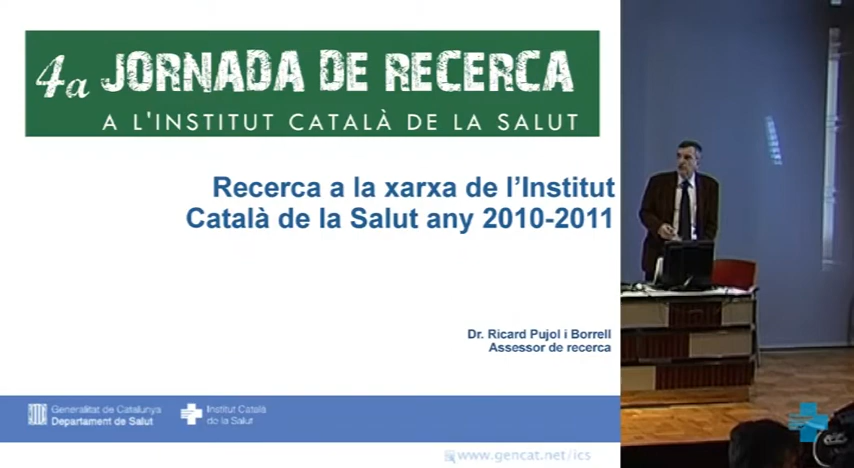 4a JORNADA DE RECERCA
A L'INSTITUT CATALÀ DE LA SALUT
Recerca a la xarxa de l'Institut
Català de la Salut any 2010-2011
Dr. Ricard Pujol i Borrell
Assessor de recerca
Generalitat de Catalunya
Departament de Salut
Institut Català
de la Salut
www.gencat.net/ics